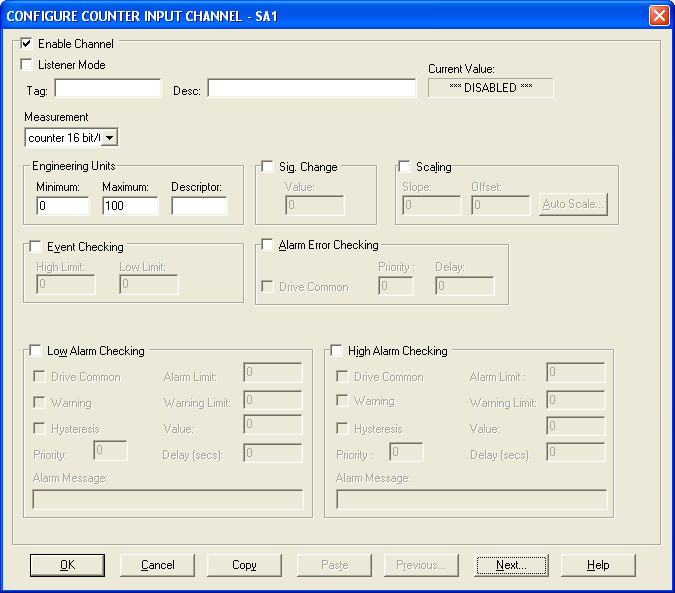 CONFIGURE COUNTER INPUT CHANNEL - SA1
Enable Channel
Listener Mode
Tag:
Desc:
Current Value:
*** DISABLED ***
Measurement
counter 16 bit/
Engineering Units
Minimum:
Maximum:
Descriptor:
0
100
Sig. Change
Value:
0
Scaling
Slope:
Offset:
0
0
Auto Scale...
Event Checking
High Limit:
Low Limit:
0
0
Alarm Error Checking
Priority :
Delay:
Drive Common
0
0
Low Alarm Checking
Drive Common
Alarm Limit:
0
Warning
Warning Limit:
0
Hysteresis
Value:
0
Priority:
0
Delay (secs):
0
Alarm Message:
High Alarm Checking
Drive Common
Alarm Limit :
0
Warning
Warning Limit:
0
Hysteresis
Value:
0
Priority :
0
Delay (secs):
0
Alarm Message:
OK
Cancel
Copy
Paste
Previous...
Next...
Help